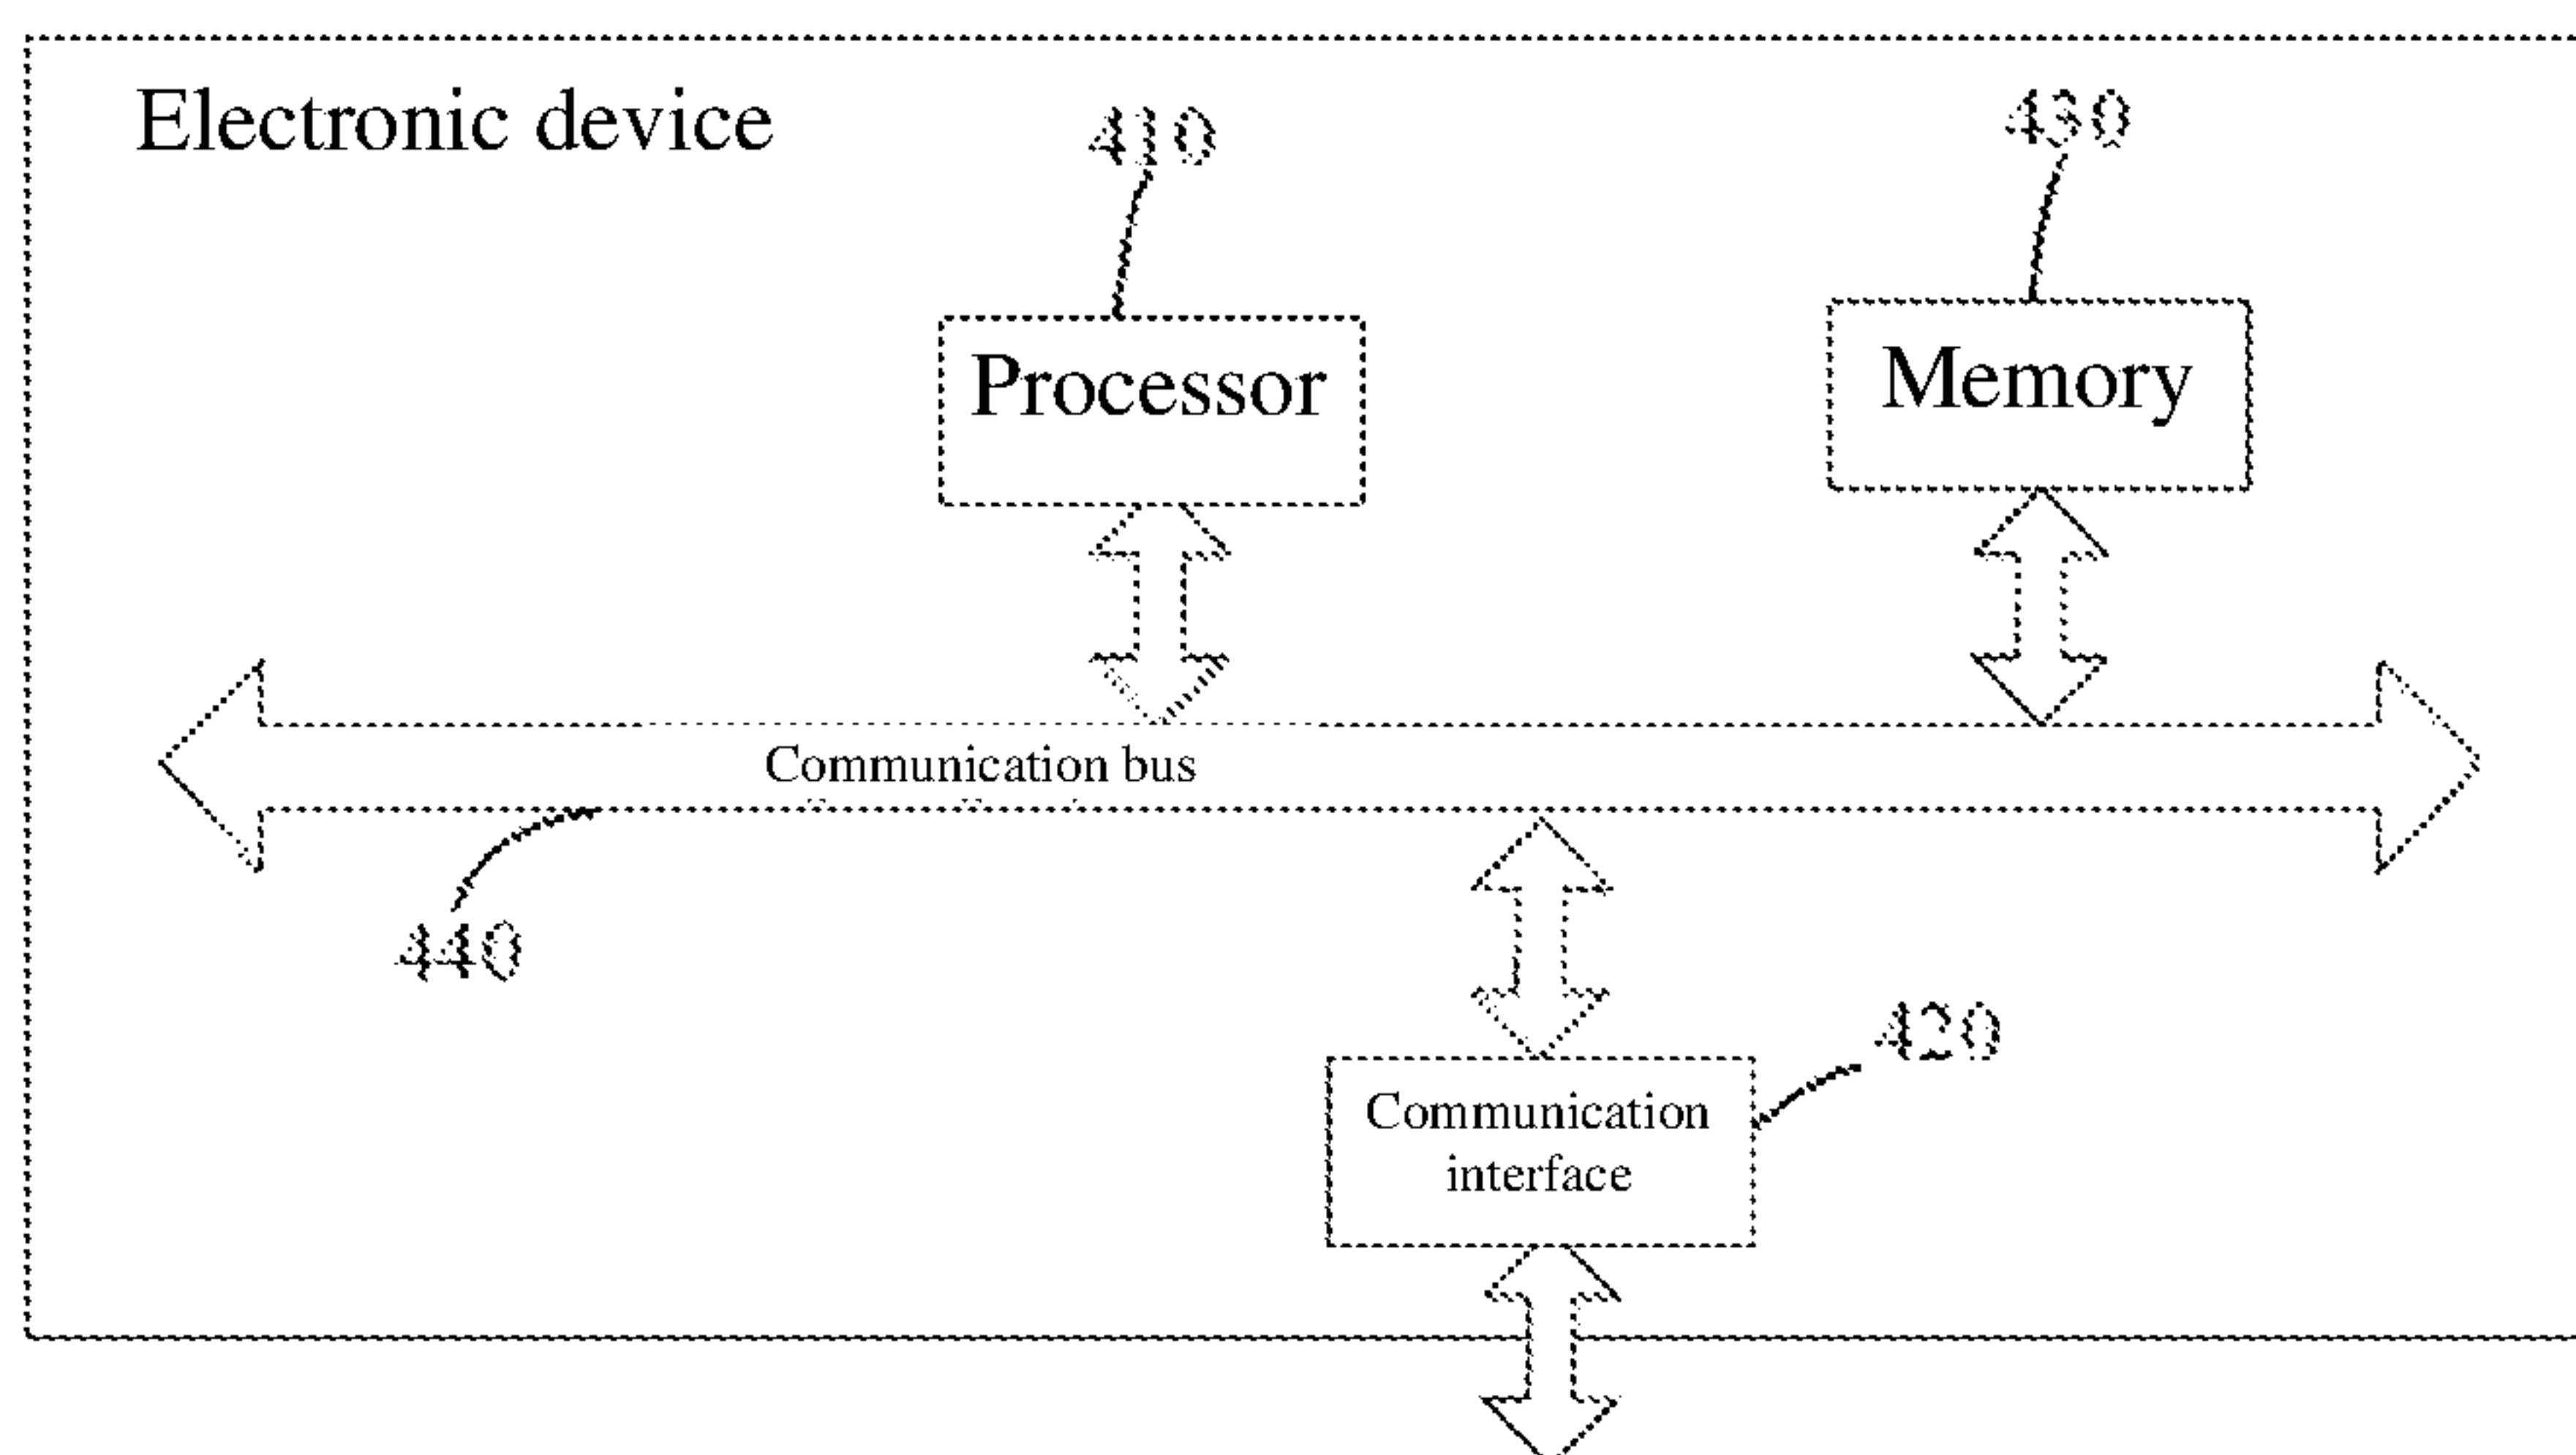 Electronic device
410
430
Processor
Memory
Communication bus
440
420
Communication
interface